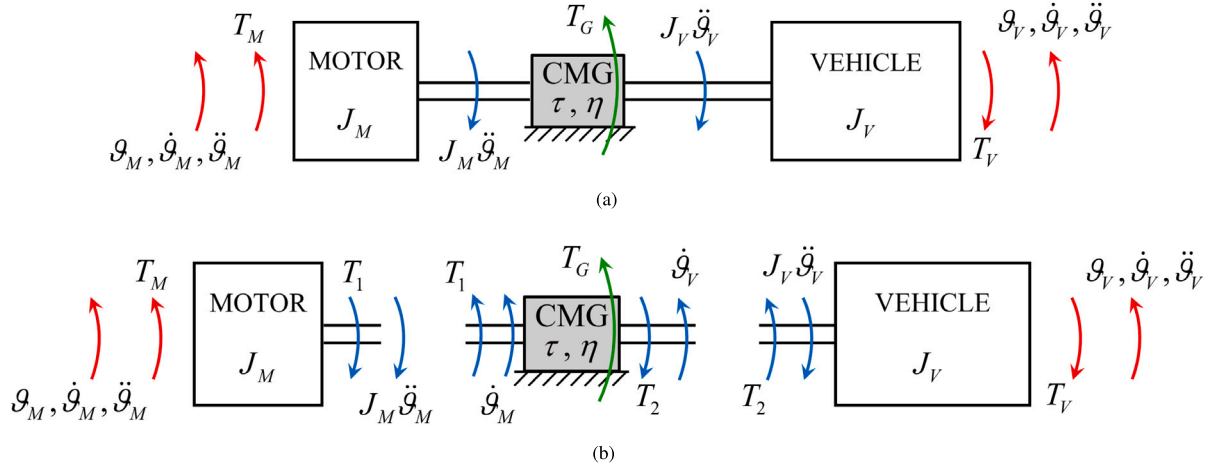 T_M
MOTOR
J_M
ϑ_M, ϑ̇_M, ϑ̈_M
J_M ϑ̈_M
T_G
CMG
τ , η
J_V ϑ̈_V
VEHICLE
J_V
T_V
ϑ_V, ϑ̇_V, ϑ̈_V
(a)
T_M
MOTOR
J_M
ϑ_M, ϑ̇_M, ϑ̈_M
T_1
J_M ϑ̈_M
T_1
ϑ̇_M
T_G
CMG
τ , η
T_2
ϑ̇_V
T_2
J_V ϑ̈_V
VEHICLE
J_V
T_V
ϑ_V, ϑ̇_V, ϑ̈_V
(b)